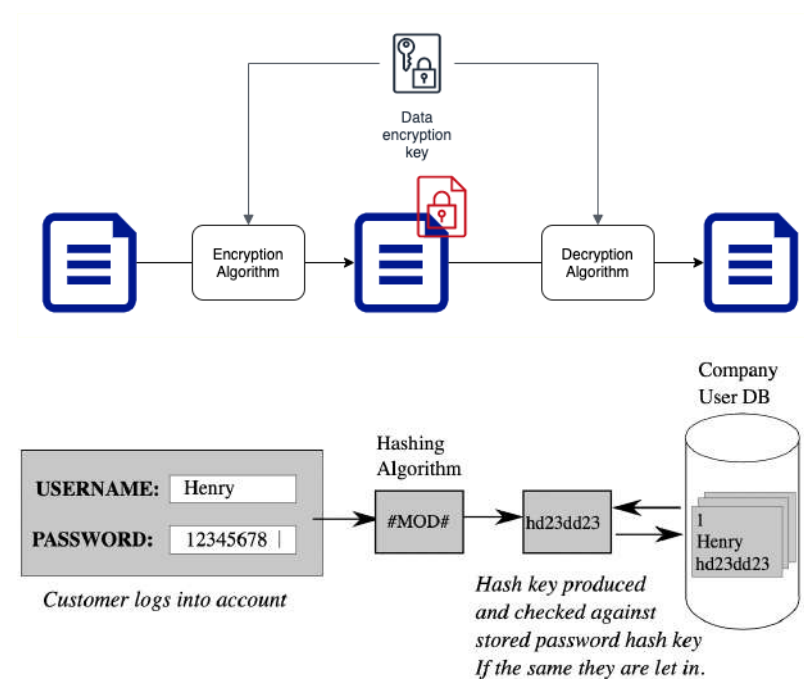 Data
encryption
key
Encryption
Algorithm
Decryption
Algorithm
Company
User DB
Hashing
Algorithm
USERNAME: Henry
PASSWORD: 12345678
#MOD#
hd23dd23
1
Henry
hd23dd23
Customer logs into account
Hash key produced
and checked against
stored password hash key
If the same they are let in.